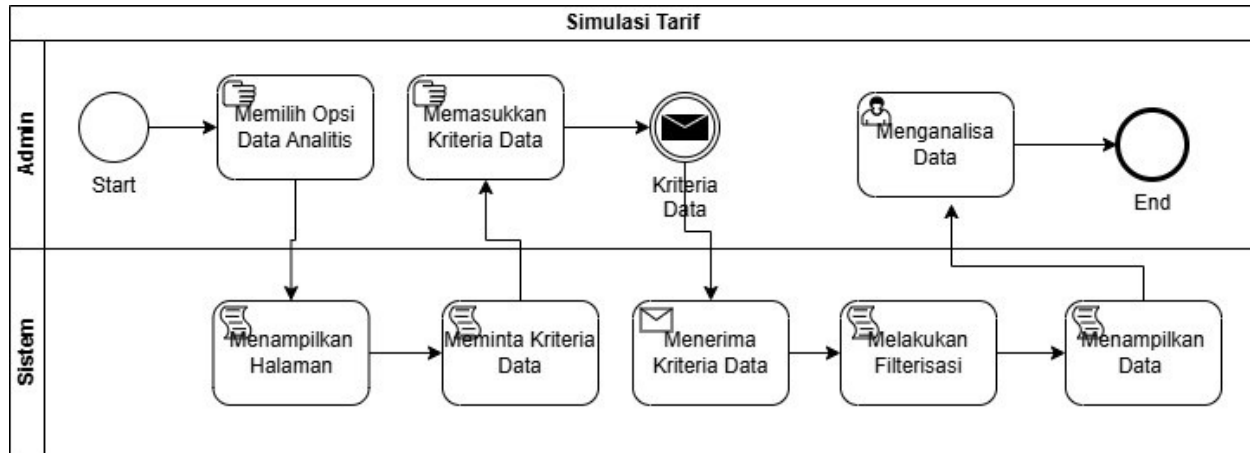 Simulasi Tarif
Admin
Start
Memilih Opsi
Data Analitis
Memasukkan
Kriteria Data
Kriteria
Data
Menganalisa
Data
End
Sistem
Menampilkan
Halaman
Meminta Kriteria
Data
Menerima
Kriteria Data
Melakukan
Filterisasi
Menampilkan
Data